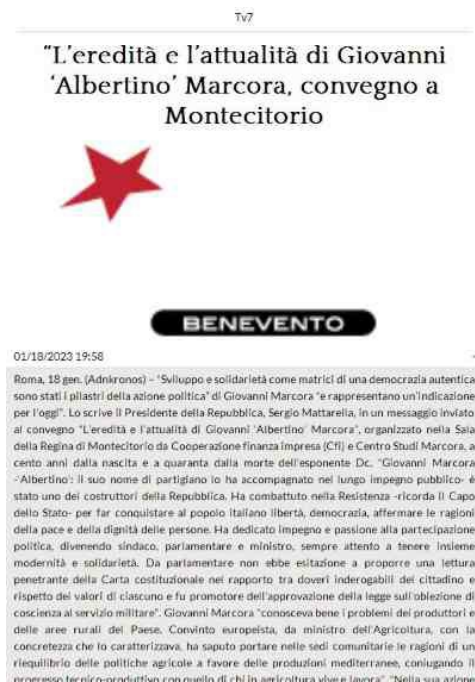 Tv7
"L'eredità e l'attualità di Giovanni
'Albertino' Marcora, convegno a
Montecitorio
BENEVENTO
01/18/2023 19:58
Roma, 18 gen. (Adnkronos) – "Sviluppo e solidarietà come matrici di una democrazia autentica
sono stati i pilastri della azione politica" di Giovanni Marcora "e rappresentano un'indicazione
per l'oggi". Lo scrive il Presidente della Repubblica, Sergio Mattarella, in un messaggio inviato
al convegno "L'eredità e l'attualità di Giovanni 'Albertino' Marcora", organizzato nella Sala
della Regina di Montecitorio da Cooperazione finanza impresa (Cfi) e Centro Studi Marcora, a
cento anni dalla nascita e a quaranta dalla morte dell'esponente Dc. "Giovanni Marcora
-'Albertino': il suo nome di partigiano lo ha accompagnato nel lungo impegno pubblico- è
stato uno dei costruttori della Repubblica. Ha combattuto nella Resistenza -ricorda il Capo
dello Stato- per far conquistare al popolo italiano libertà, democrazia, affermare le ragioni
della pace e della dignità delle persone. Ha dedicato impegno e passione alla partecipazione
politica, divenendo sindaco, parlamentare e ministro, sempre attento a tenere insieme
modernità e solidarietà. Da parlamentare non ebbe esitazione a proporre una lettura
penetrante della Carta costituzionale nel rapporto tra doveri inderogabili del cittadino e
rispetto dei valori di ciascuno e fu promotore dell'approvazione della legge sull'obiezione di
coscienza al servizio militare". Giovanni Marcora "conosceva bene i problemi dei produttori e
delle aree rurali del Paese. Convinto europeista, da ministro dell'Agricoltura, con la
concretezza che lo caratterizzava, ha saputo portare nelle sedi comunitarie le ragioni di un
riequilibrio delle politiche agricole a favore delle produzioni mediterranee, coniugando il
progresso tecnico-produttivo con quello di chi in agricoltura vive e lavora". "Nella sua azione